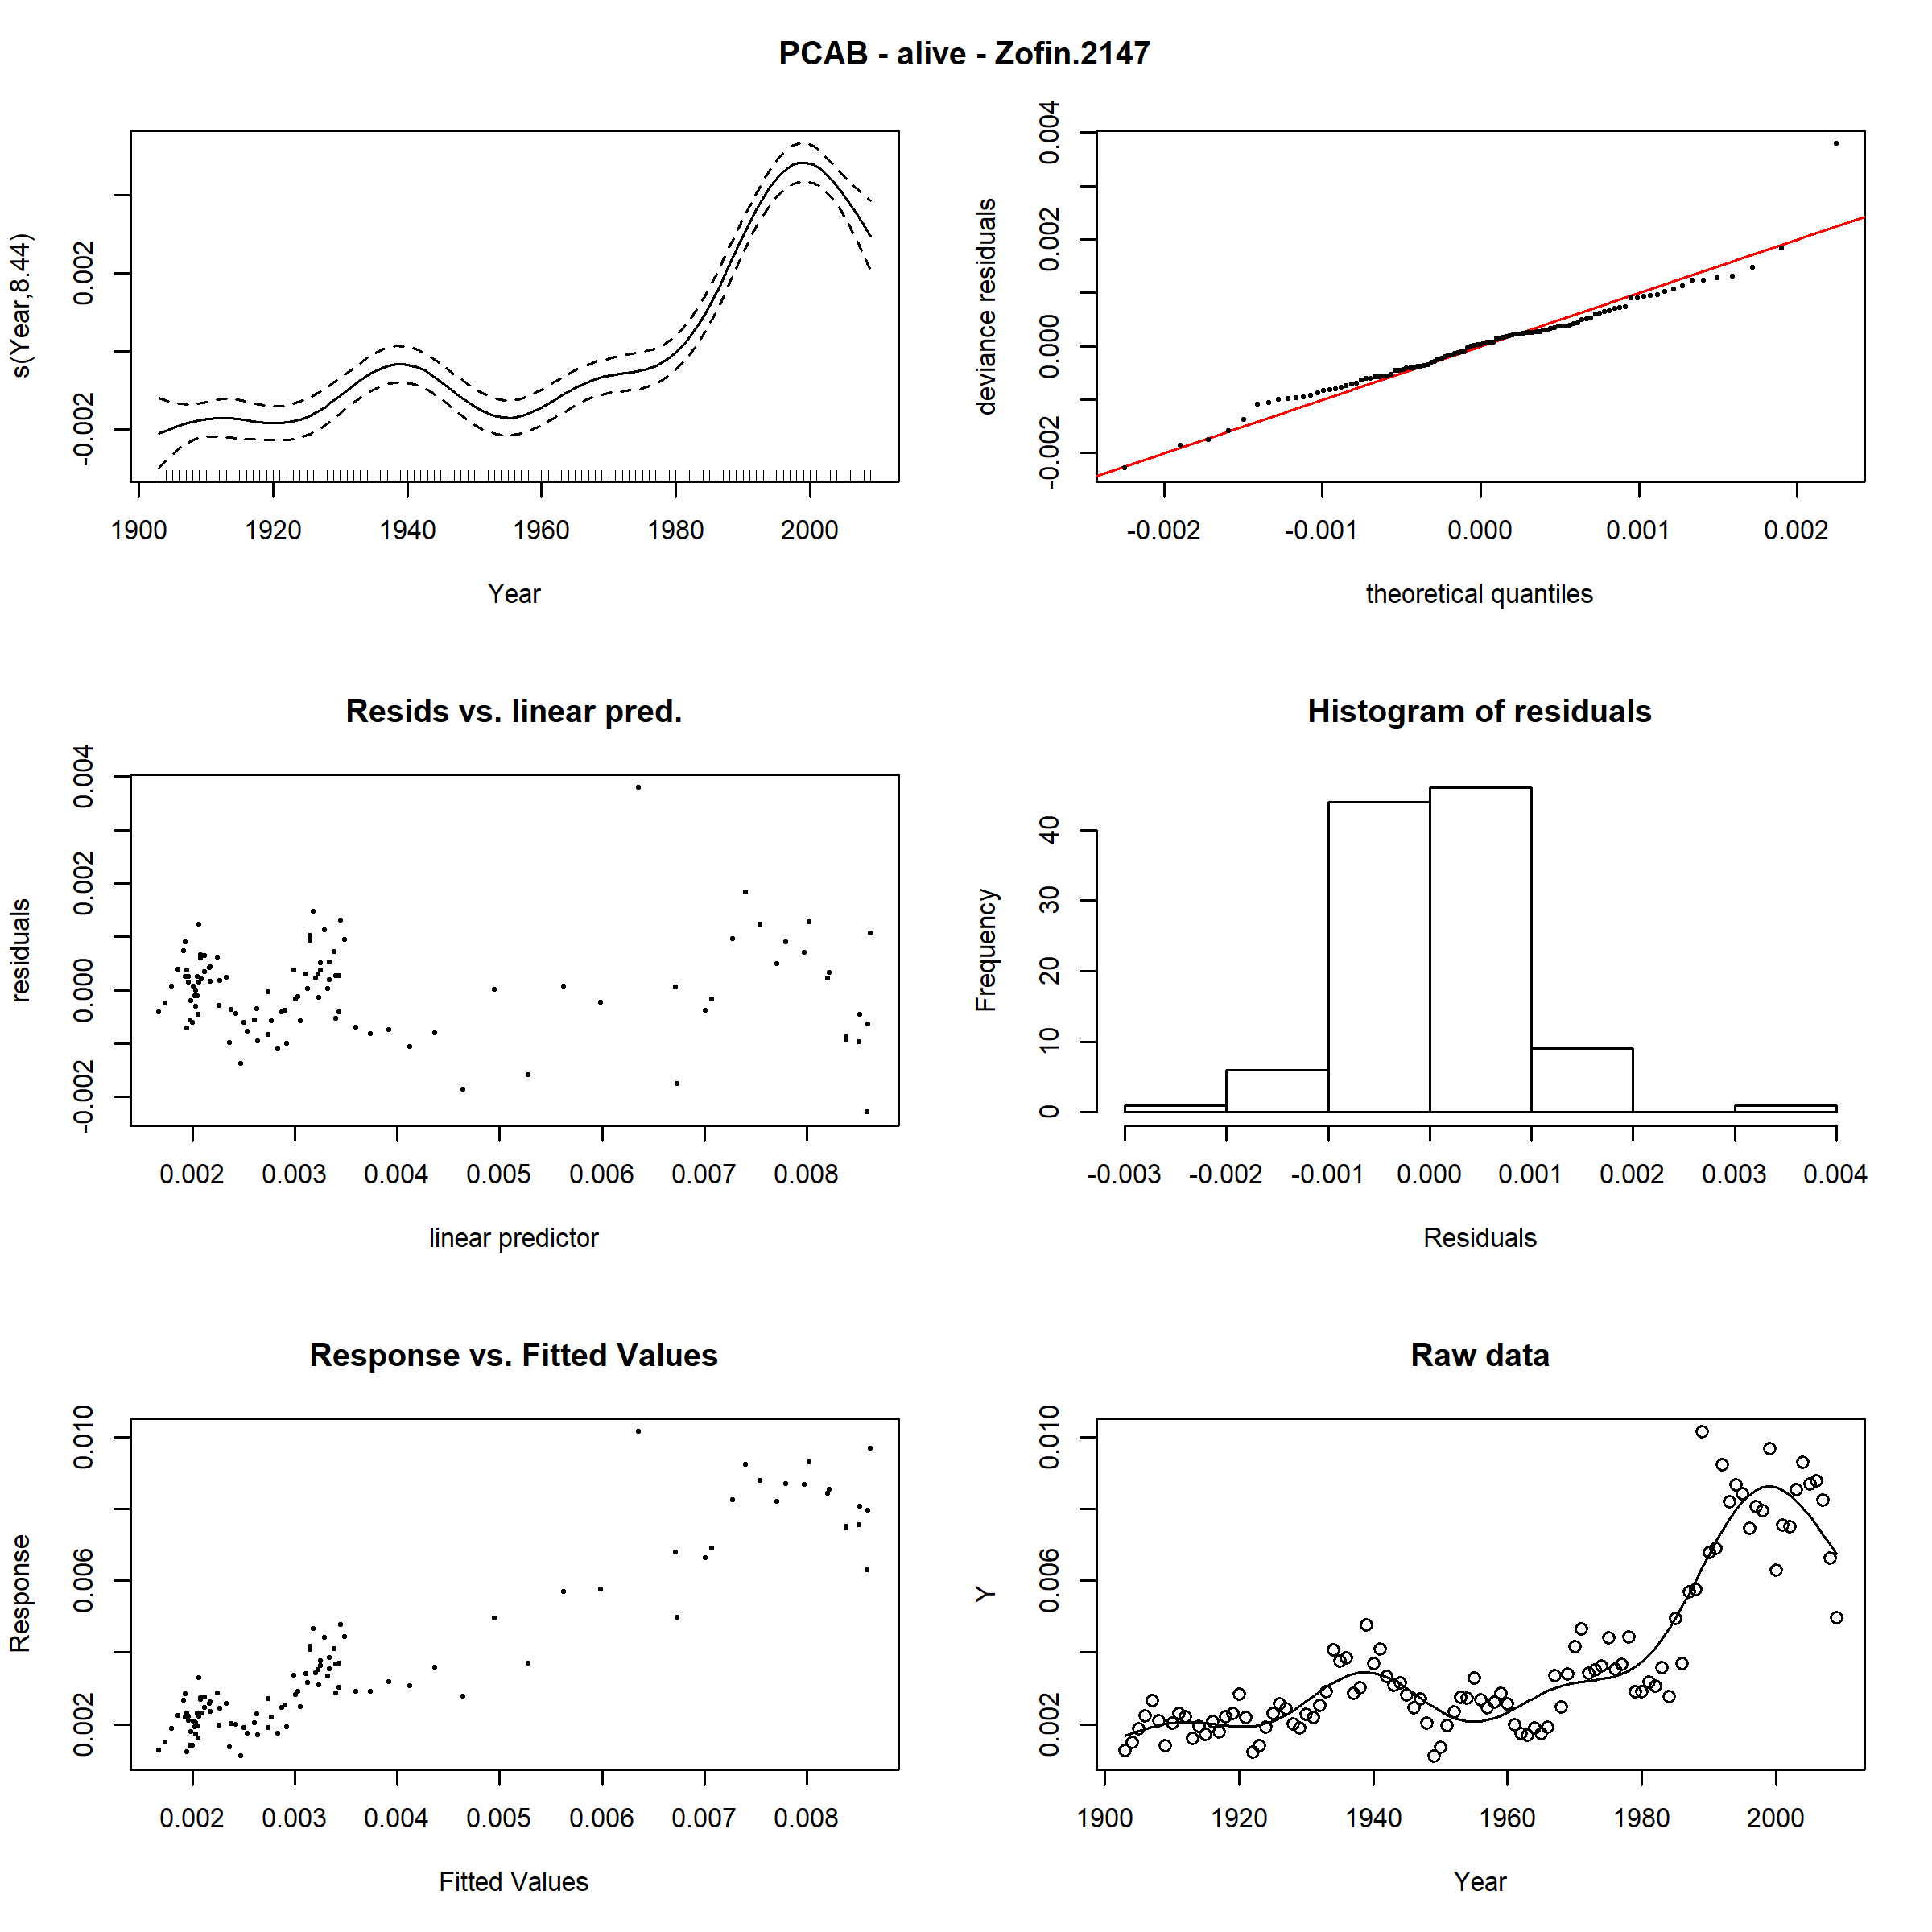 PCAB - alive - Zofin.2147
s(Year,8.44)
-0.002 0.002
1900 1920 1940 1960 1980 2000
Year
deviance residuals
-0.002 0.000 0.002 0.004
-0.002 -0.001 0.000 0.001 0.002
theoretical quantiles
Resids vs. linear pred.
residuals
-0.002 0.000 0.002 0.004
0.002 0.003 0.004 0.005 0.006 0.007 0.008
linear predictor
Histogram of residuals
Frequency
0 10 20 30 40
-0.003 -0.002 -0.001 0.000 0.001 0.002 0.003 0.004
Residuals
Response vs. Fitted Values
Response
0.002 0.006 0.010
0.002 0.003 0.004 0.005 0.006 0.007 0.008
Fitted Values
Raw data
Y
0.002 0.006 0.010
1900 1920 1940 1960 1980 2000
Year